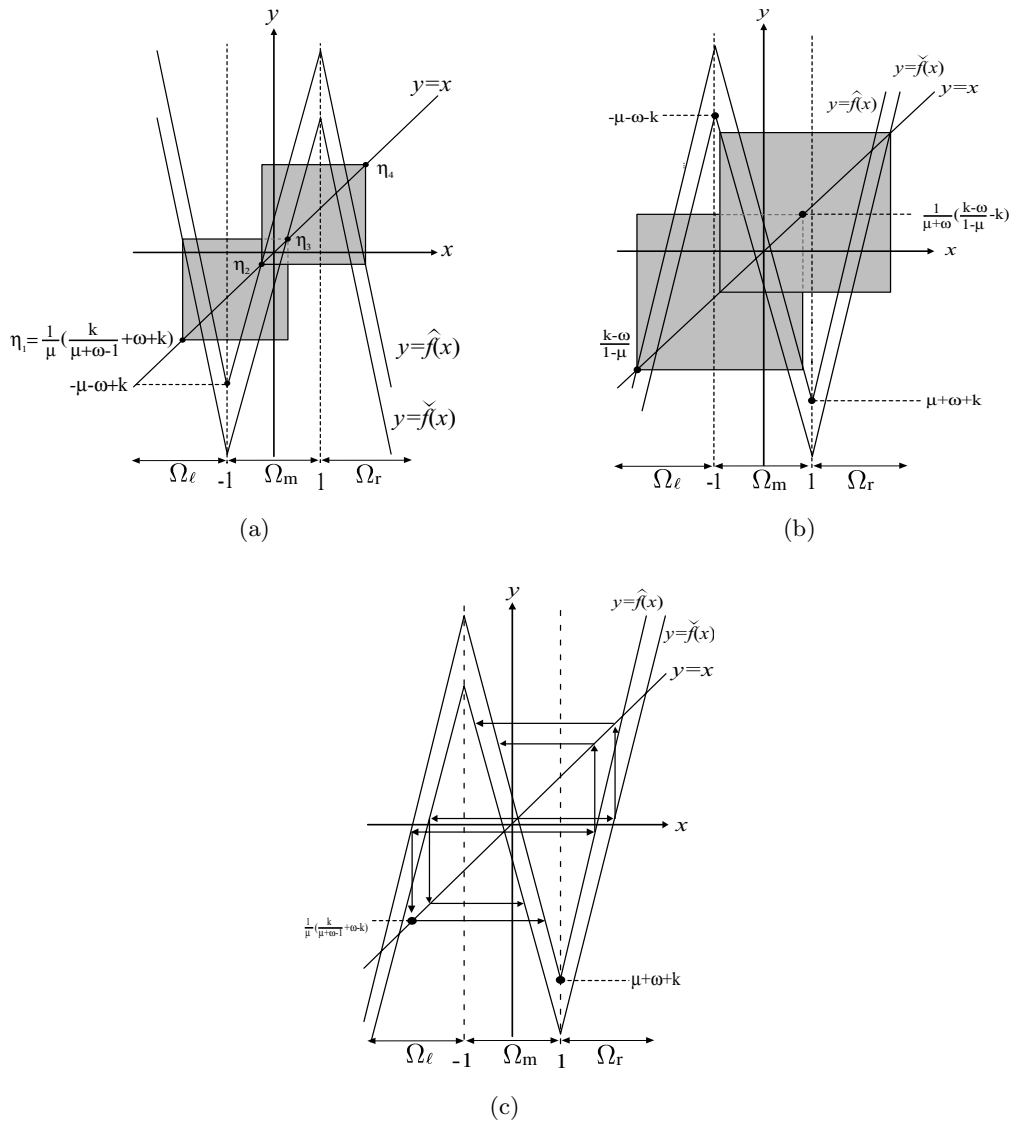 y
y=x
η₄
η₃
η₂
η₁=1/μ(k/(μ+ω-1)+ω+k)
-μ-ω+k
x
y=f̂(x)
y=f̌(x)
Ωℓ -1 Ωm 1 Ωr
(a)
y
y=f̌(x)
y=f̂(x)
y=x
-μ-ω-k
1/(μ+ω)((k-ω)/(1-μ)-k)
x
(k-ω)/(1-μ)
μ+ω+k
Ωℓ -1 Ωm 1 Ωr
(b)
y
y=f̂(x)
y=f̌(x)
y=x
x
1/μ(k/(μ+ω-1)+ω-k)
μ+ω+k
Ωℓ -1 Ωm 1 Ωr
(c)